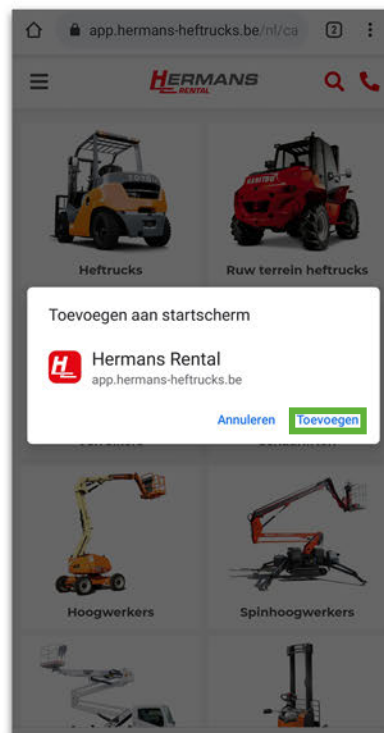 app.hermans-heftrucks.be/nl/ca
2
HERMANS
RENTAL
Heftrucks
Ruw terrein heftrucks
Toevoegen aan startscherm
Hermans Rental
app.hermans-heftrucks.be
Annuleren
Toevoegen
Hoogwerkers
Spinhoogwerkers